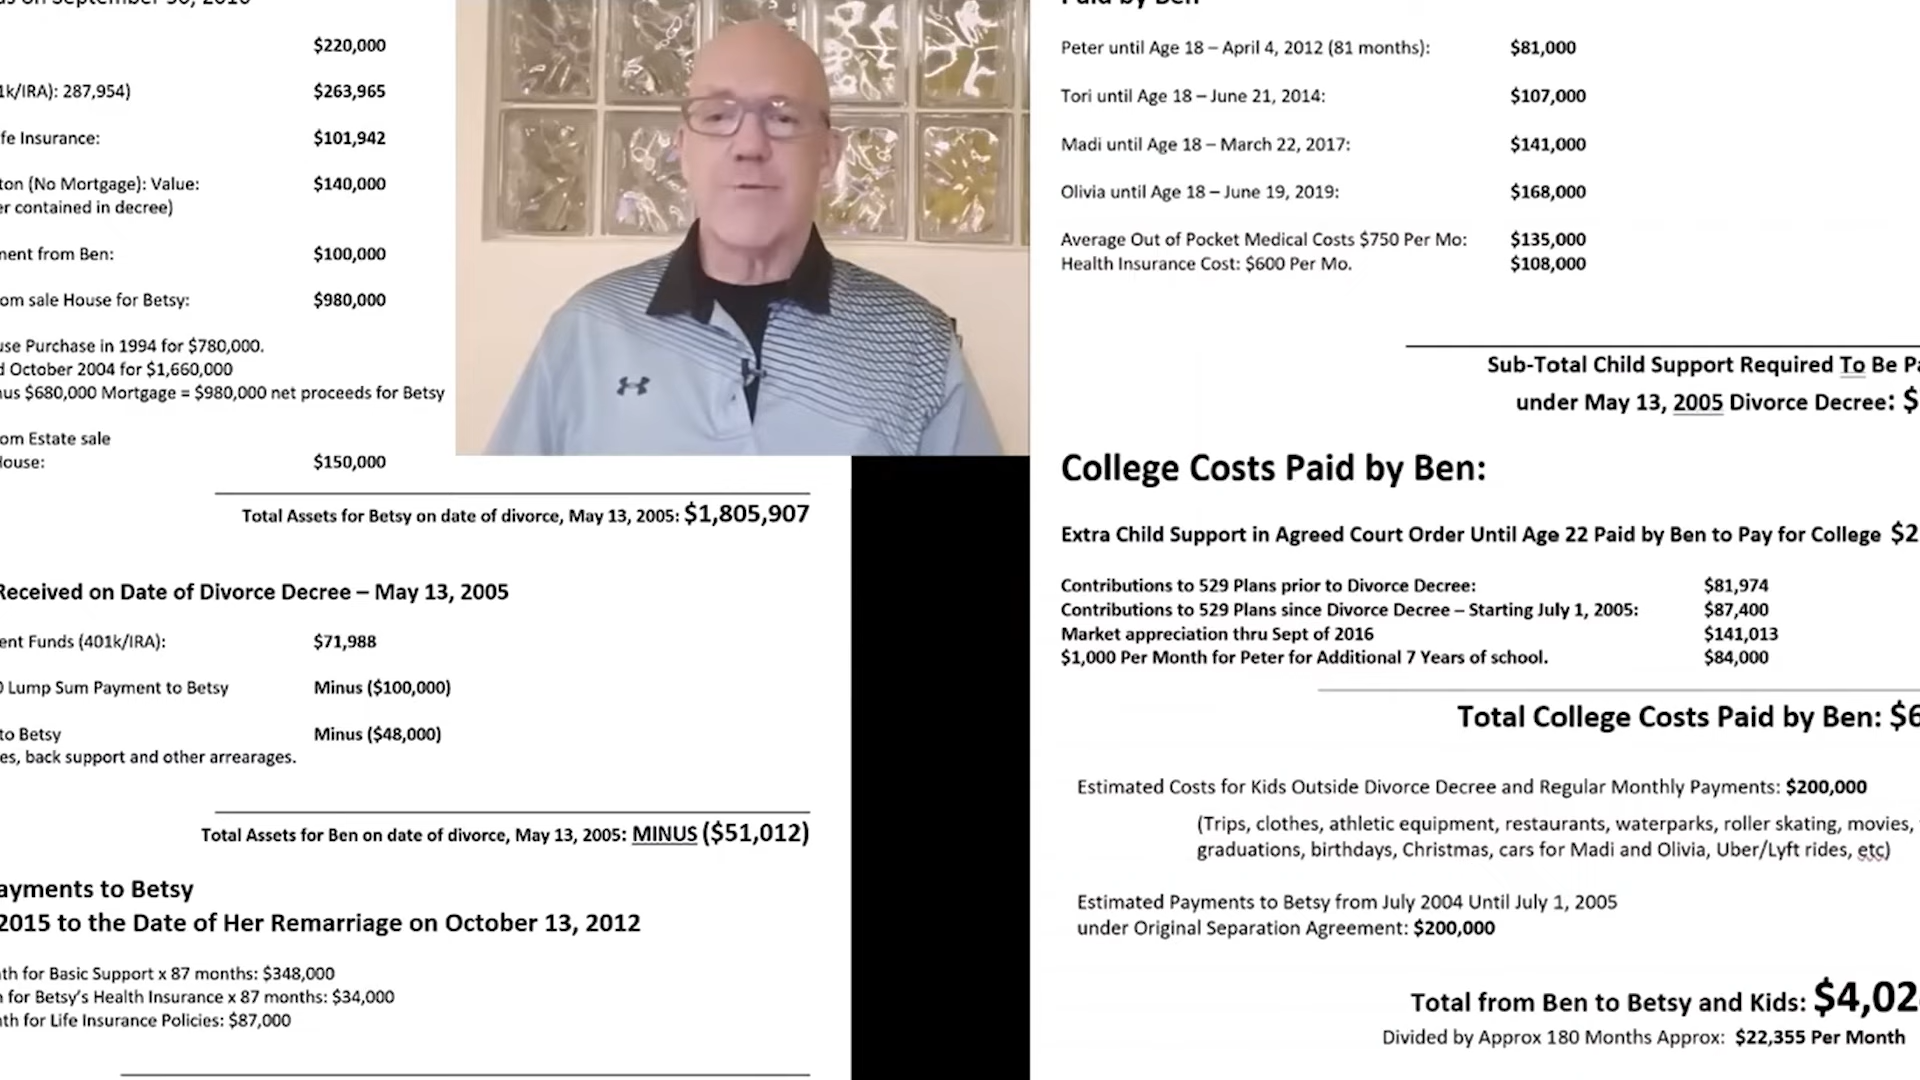 $220,000
1k/IRA): 287,954) $263,965
fe Insurance: $101,942
ton (No Mortgage): Value: $140,000
er contained in decree)
ment from Ben: $100,000
om sale House for Betsy: $980,000
use Purchase in 1994 for $780,000.
d October 2004 for $1,660,000
nus $680,000 Mortgage = $980,000 net proceeds for Betsy
om Estate sale
House: $150,000
Total Assets for Betsy on date of divorce, May 13, 2005: $1,805,907
Received on Date of Divorce Decree – May 13, 2005
ent Funds (401k/IRA): $71,988
0 Lump Sum Payment to Betsy Minus ($100,000)
to Betsy Minus ($48,000)
es, back support and other arrearages.
Total Assets for Ben on date of divorce, May 13, 2005: MINUS ($51,012)
ayments to Betsy
2015 to the Date of Her Remarriage on October 13, 2012
nth for Basic Support x 87 months: $348,000
h for Betsy's Health Insurance x 87 months: $34,000
nth for Life Insurance Policies: $87,000
Paid by Ben
Peter until Age 18 – April 4, 2012 (81 months): $81,000
Tori until Age 18 – June 21, 2014: $107,000
Madi until Age 18 – March 22, 2017: $141,000
Olivia until Age 18 – June 19, 2019: $168,000
Average Out of Pocket Medical Costs $750 Per Mo: $135,000
Health Insurance Cost: $600 Per Mo. $108,000
Sub-Total Child Support Required To Be Pa
under May 13, 2005 Divorce Decree: $
College Costs Paid by Ben:
Extra Child Support in Agreed Court Order Until Age 22 Paid by Ben to Pay for College $2
Contributions to 529 Plans prior to Divorce Decree: $81,974
Contributions to 529 Plans since Divorce Decree – Starting July 1, 2005: $87,400
Market appreciation thru Sept of 2016 $141,013
$1,000 Per Month for Peter for Additional 7 Years of school. $84,000
Total College Costs Paid by Ben: $6
Estimated Costs for Kids Outside Divorce Decree and Regular Monthly Payments: $200,000
(Trips, clothes, athletic equipment, restaurants, waterparks, roller skating, movies,
graduations, birthdays, Christmas, cars for Madi and Olivia, Uber/Lyft rides, etc)
Estimated Payments to Betsy from July 2004 Until July 1, 2005
under Original Separation Agreement: $200,000
Total from Ben to Betsy and Kids: $4,02
Divided by Approx 180 Months Approx: $22,355 Per Month